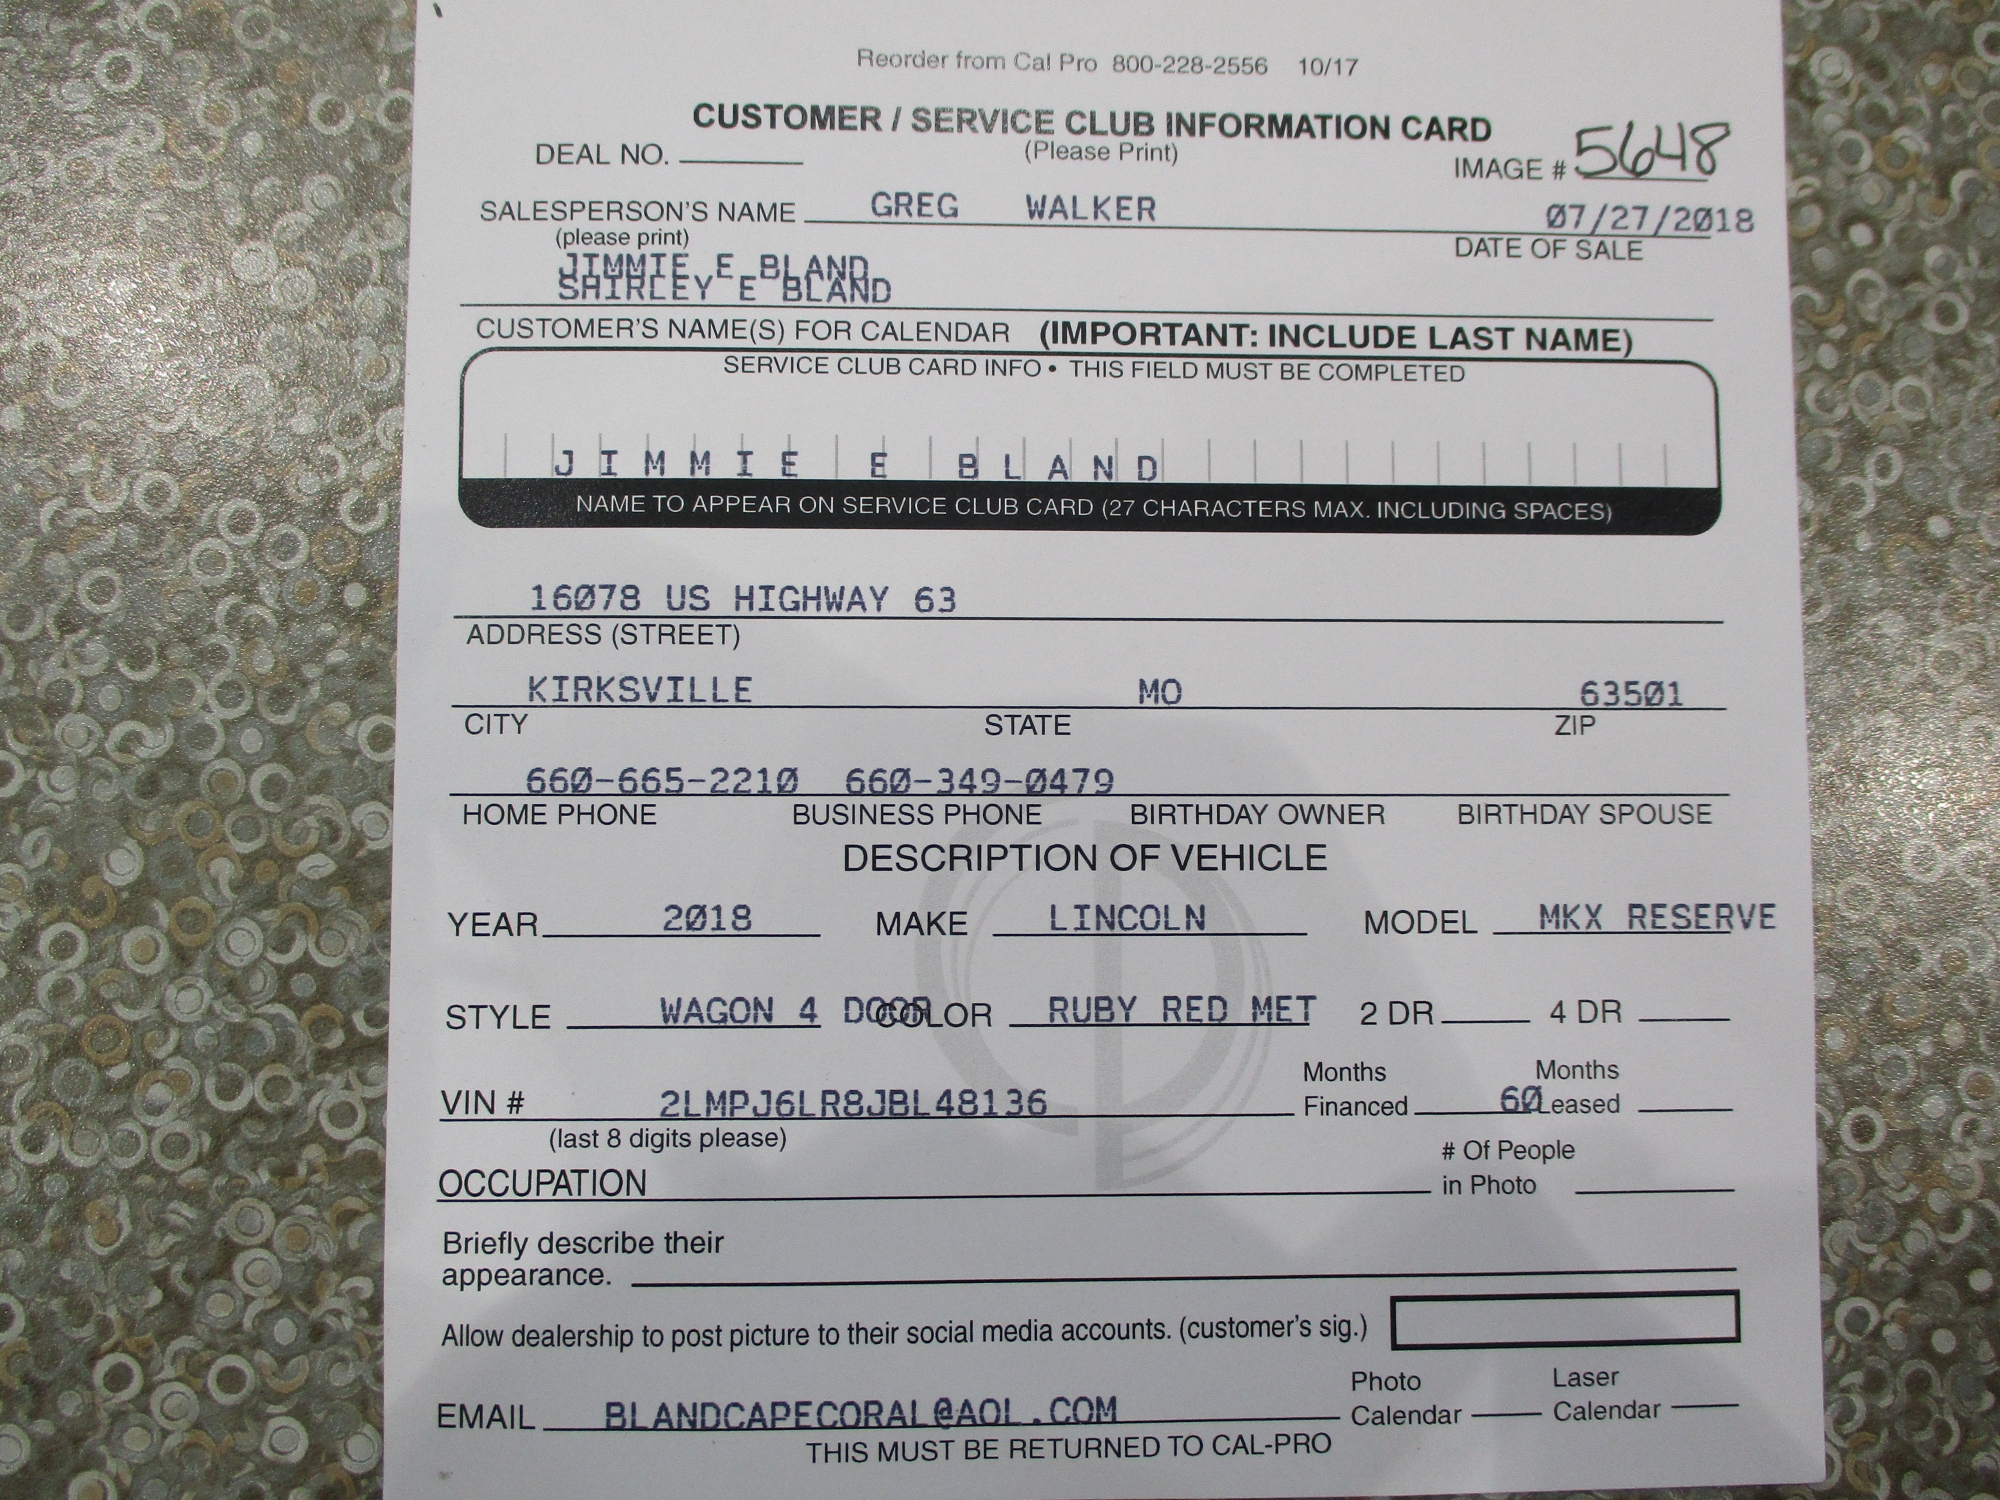 Reorder from Cal Pro 800-228-2556 10/17
CUSTOMER / SERVICE CLUB INFORMATION CARD
(Please Print)
DEAL NO.
IMAGE # 5648
SALESPERSON'S NAME GREG WALKER 07/27/2018
(please print)
DATE OF SALE
JIMMIE E BLAND
SHIRLEY E BLAND
CUSTOMER'S NAME(S) FOR CALENDAR (IMPORTANT: INCLUDE LAST NAME)
SERVICE CLUB CARD INFO • THIS FIELD MUST BE COMPLETED
JIMMIE E BLAND
NAME TO APPEAR ON SERVICE CLUB CARD (27 CHARACTERS MAX. INCLUDING SPACES)
16078 US HIGHWAY 63
ADDRESS (STREET)
KIRKSVILLE MO 63501
CITY STATE ZIP
660-665-2210 660-349-0479
HOME PHONE BUSINESS PHONE BIRTHDAY OWNER BIRTHDAY SPOUSE
DESCRIPTION OF VEHICLE
YEAR 2018 MAKE LINCOLN MODEL MKX RESERVE
STYLE WAGON 4 DOOR COLOR RUBY RED MET 2 DR 4 DR
Months Months
VIN # 2LMPJ6LR8JBL48136 Financed 60 Leased
(last 8 digits please)
# Of People
OCCUPATION in Photo
Briefly describe their
appearance.
Allow dealership to post picture to their social media accounts. (customer's sig.)
Photo Laser
EMAIL BLANDCAPECORAL@AOL.COM Calendar Calendar
THIS MUST BE RETURNED TO CAL-PRO